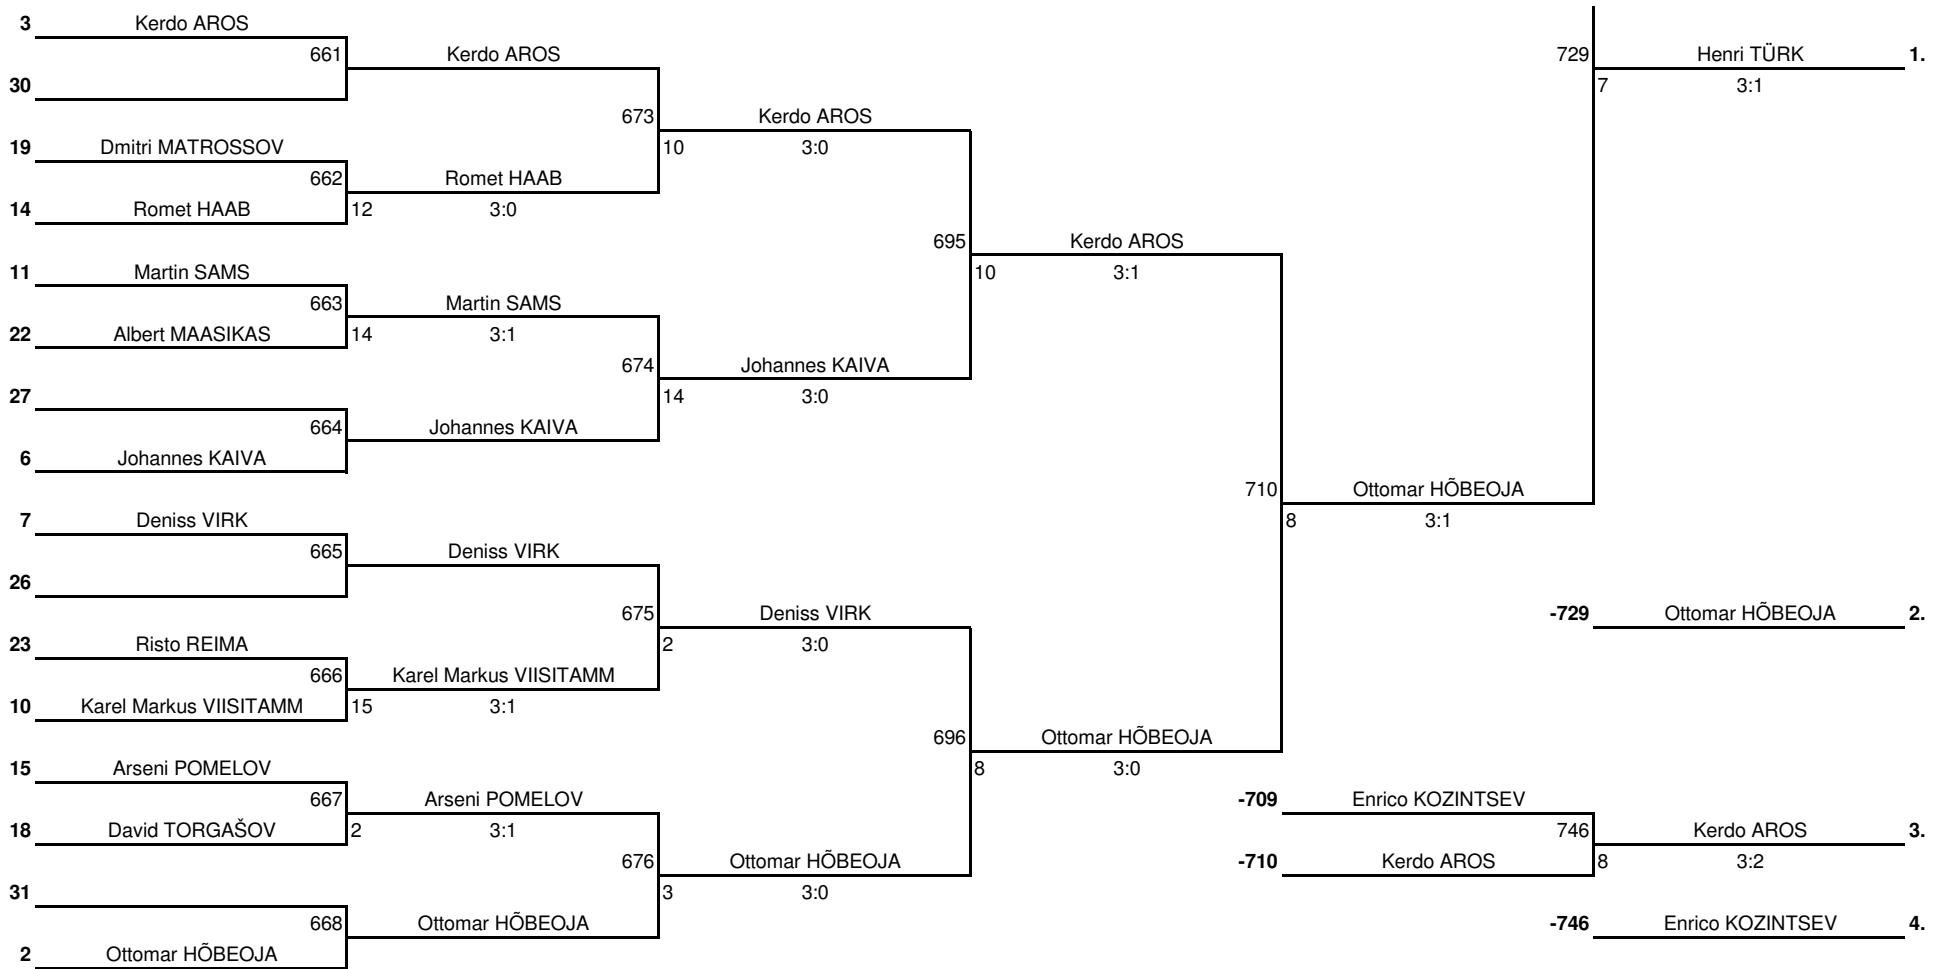 3 Kerdo AROS
661 Kerdo AROS 729 Henri TÜRK 1.
30 7 3:1
673 Kerdo AROS
19 Dmitri MATROSSOV 10 3:0
662 Romet HAAB
14 Romet HAAB 12 3:0
695 Kerdo AROS
11 Martin SAMS 10 3:1
663 Martin SAMS
22 Albert MAASIKAS 14 3:1
674 Johannes KAIVA
27 14 3:0
664 Johannes KAIVA
6 Johannes KAIVA
710 Ottomar HÕBEOJA
7 Deniss VIRK 8 3:1
665 Deniss VIRK
26
675 Deniss VIRK -729 Ottomar HÕBEOJA 2.
23 Risto REIMA 2 3:0
666 Karel Markus VIISITAMM
10 Karel Markus VIISITAMM 15 3:1
696 Ottomar HÕBEOJA
15 Arseni POMELOV 8 3:0
667 Arseni POMELOV -709 Enrico KOZINTSEV
18 David TORGAŠOV 2 3:1 746 Kerdo AROS 3.
676 Ottomar HÕBEOJA -710 Kerdo AROS 8 3:2
31 3 3:0
668 Ottomar HÕBEOJA -746 Enrico KOZINTSEV 4.
2 Ottomar HÕBEOJA